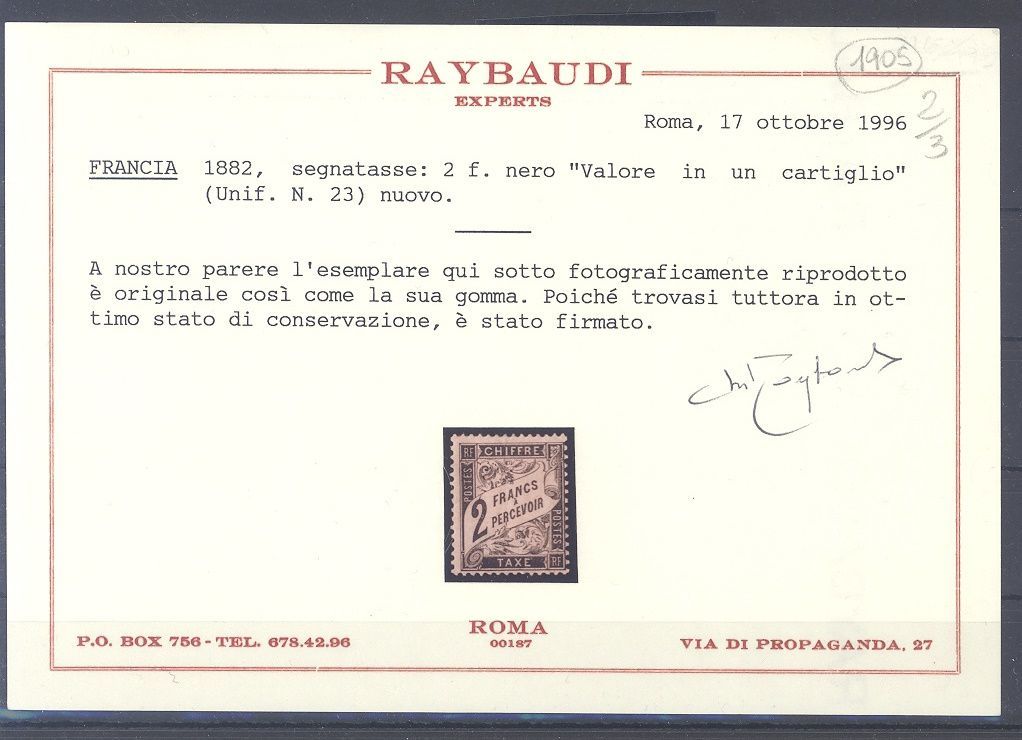 1905
2/3
RAYBAUDI
EXPERTS
Roma, 17 ottobre 1996
FRANCIA 1882, segnatasse: 2 f. nero "Valore in un cartiglio"
(Unif. N. 23) nuovo.
A nostro parere l'esemplare qui sotto fotograficamente riprodotto
è originale così come la sua gomma. Poiché trovasi tuttora in ot-
timo stato di conservazione, è stato firmato.
RF CHIFFRE
POSTES
2 FRANCS
À
PERCEVOIR
POSTES
TAXE RF
ROMA
00187
P.O. BOX 756 - TEL. 678.42.96
VIA DI PROPAGANDA, 27